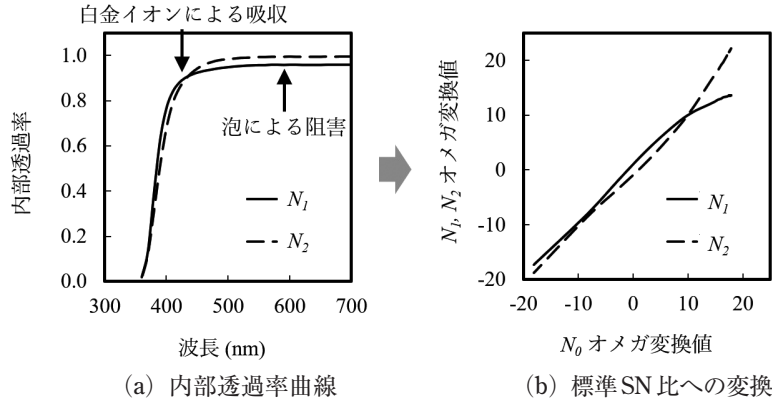 白金イオンによる吸収
1.0
0.8
0.6
0.4
0.2
0.0
内部透過率
泡による阻害
N1
N2
300 400 500 600 700
波長 (nm)
(a) 内部透過率曲線
20
10
0
-10
-20
N1, N2 オメガ変換値
N1
N2
-20 -10 0 10 20
N0 オメガ変換値
(b) 標準SN比への変換